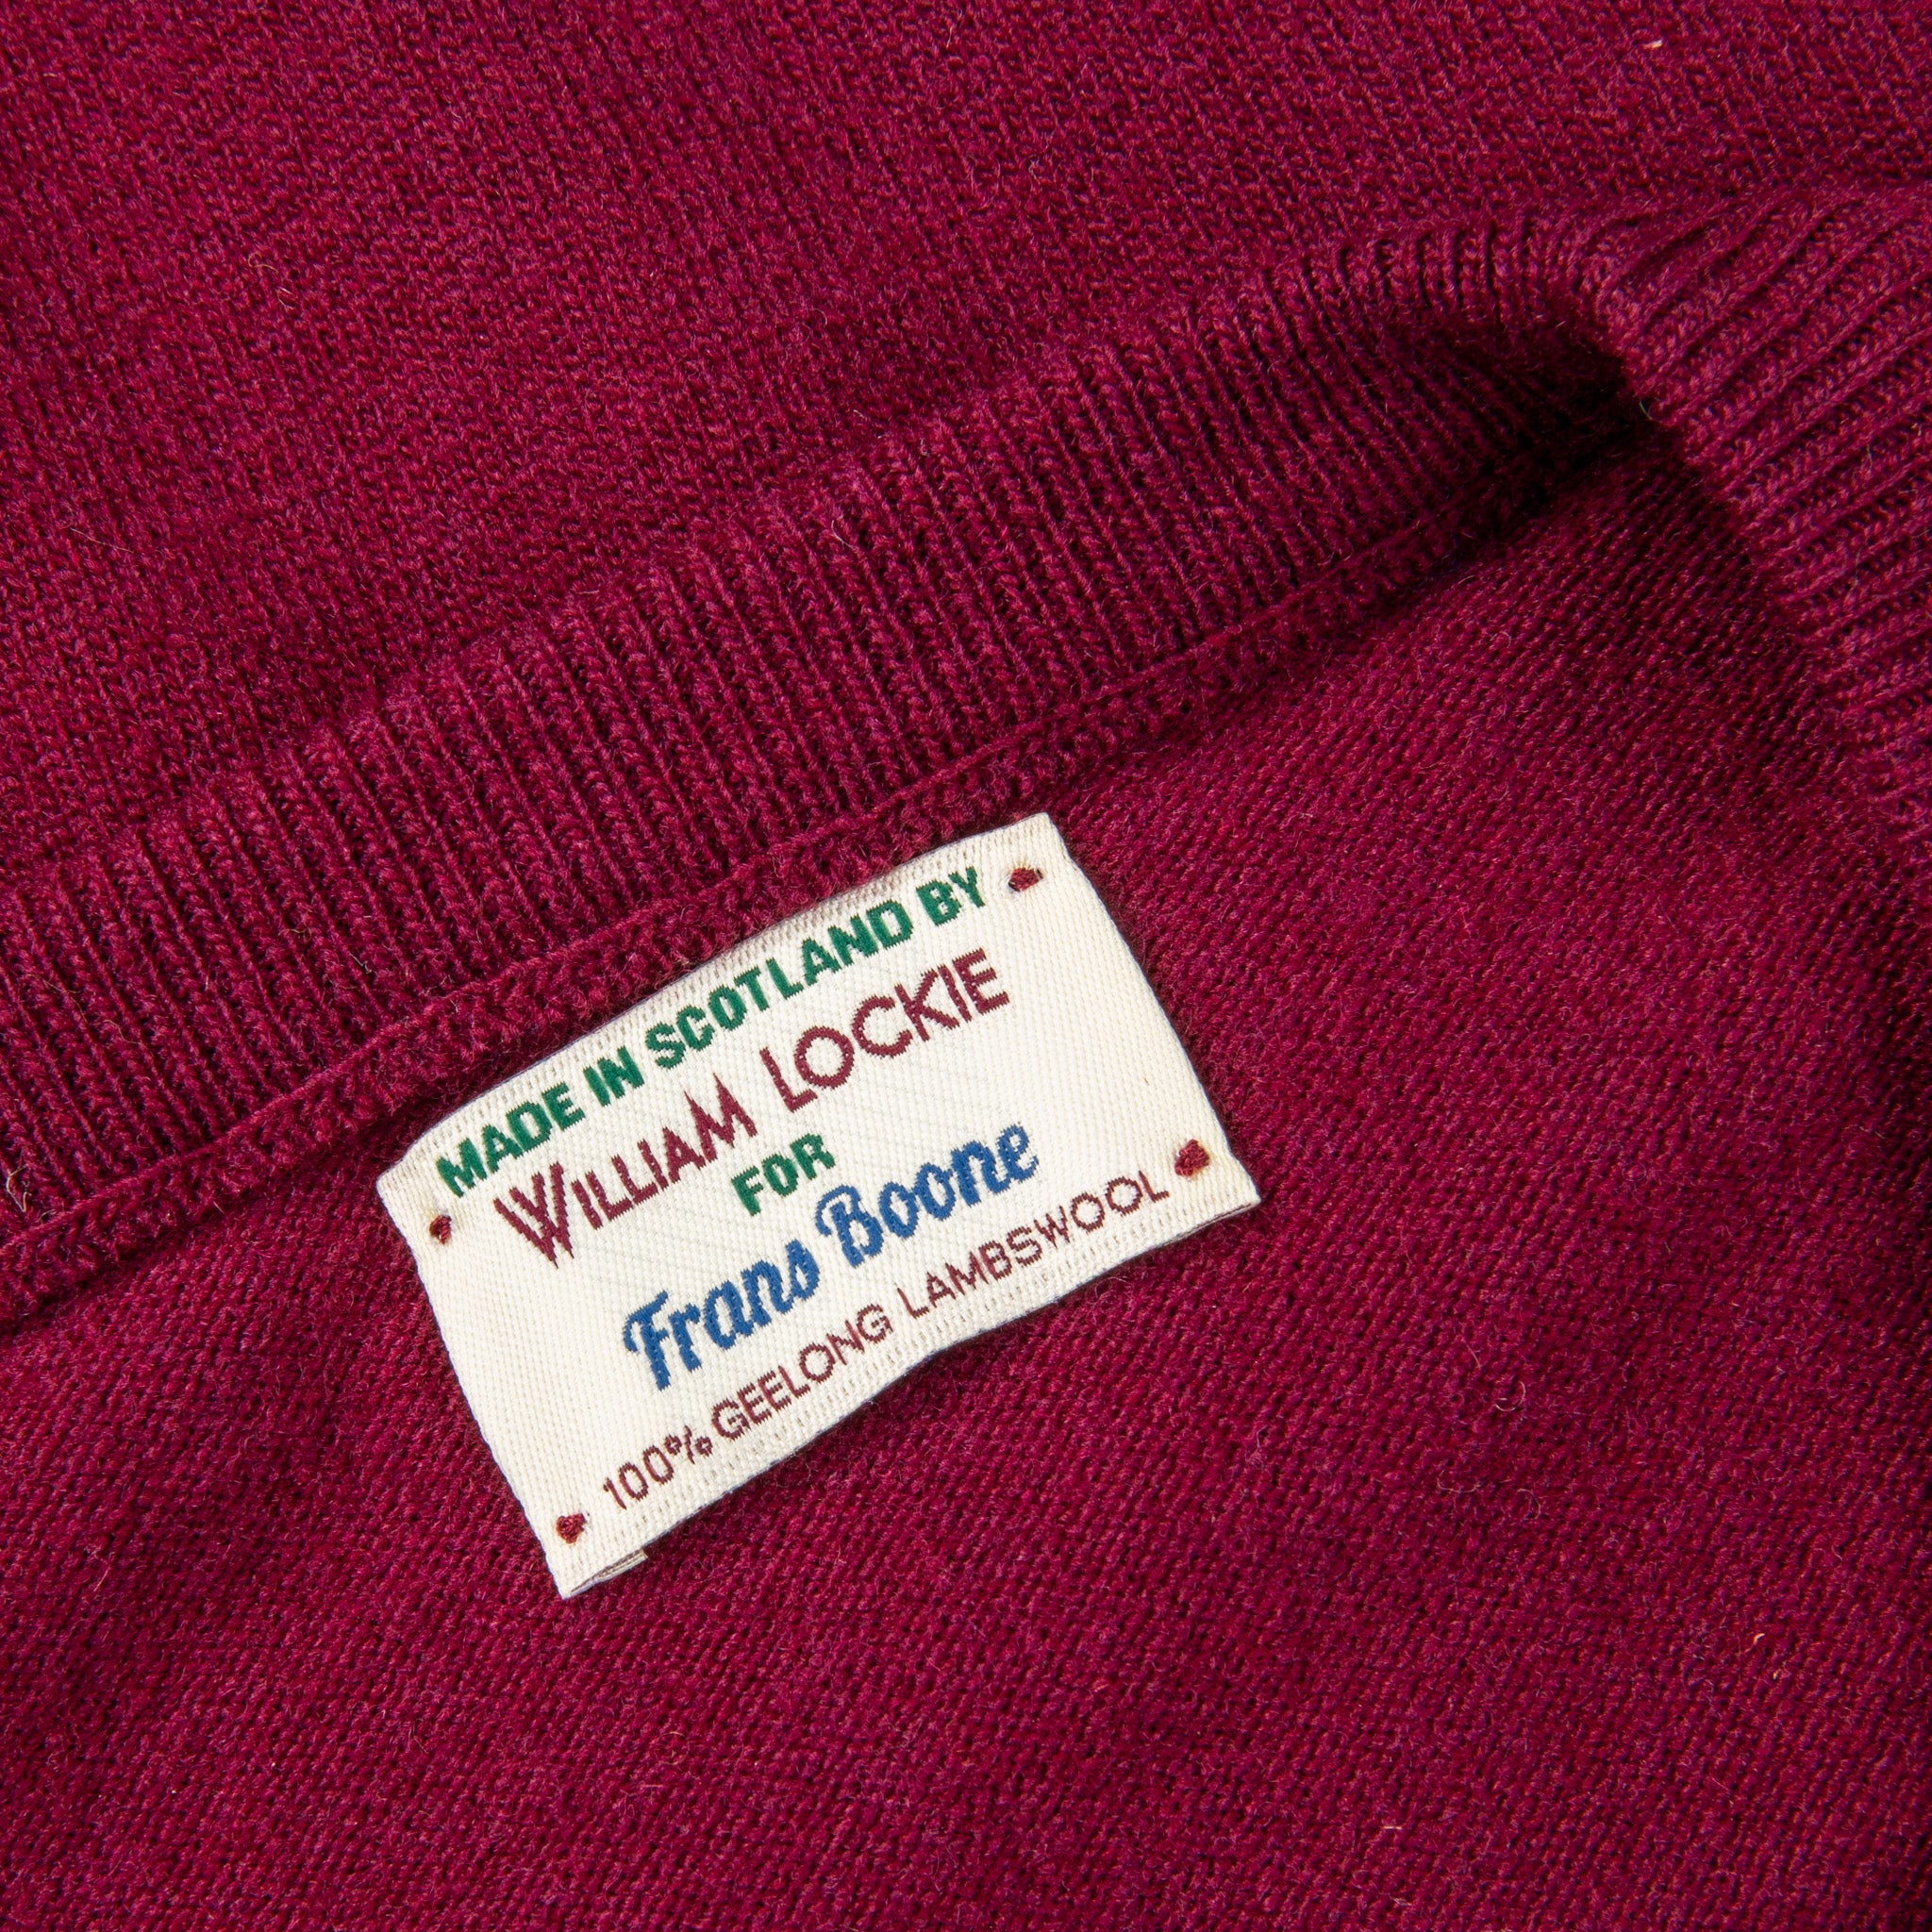 MADE IN SCOTLAND BY
WILLIAM LOCKIE
FOR
Frans Boone
100% GEELONG LAMBSWOOL